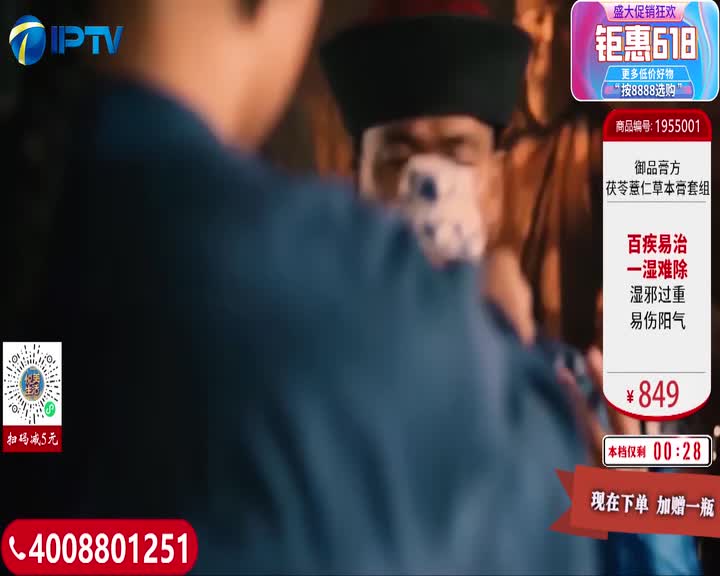 IPTV
盛大促销狂欢
钜惠618
更多低价好物
“按8888选购”
商品编号:1955001
御品膏方
茯苓薏仁草本膏套组
百疾易治
一湿难除
湿邪过重
易伤阳气
¥849
本档仅剩 00:28
现在下单 加赠一瓶
悦美生活
扫码减5元
4008801251